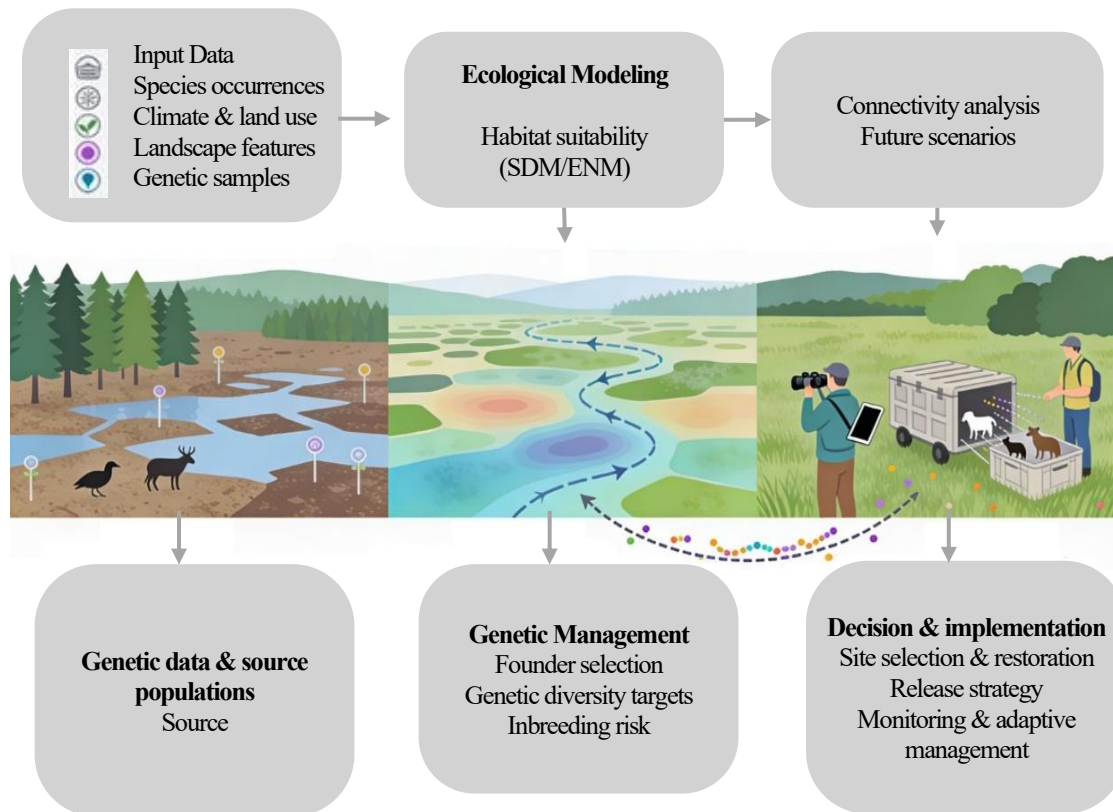 Input Data
Species occurrences
Climate & land use
Landscape features
Genetic samples
Ecological Modeling
Habitat suitability
(SDM/ENM)
Connectivity analysis
Future scenarios
Genetic data & source
populations
Source
Genetic Management
Founder selection
Genetic diversity targets
Inbreeding risk
Decision & implementation
Site selection & restoration
Release strategy
Monitoring & adaptive
management